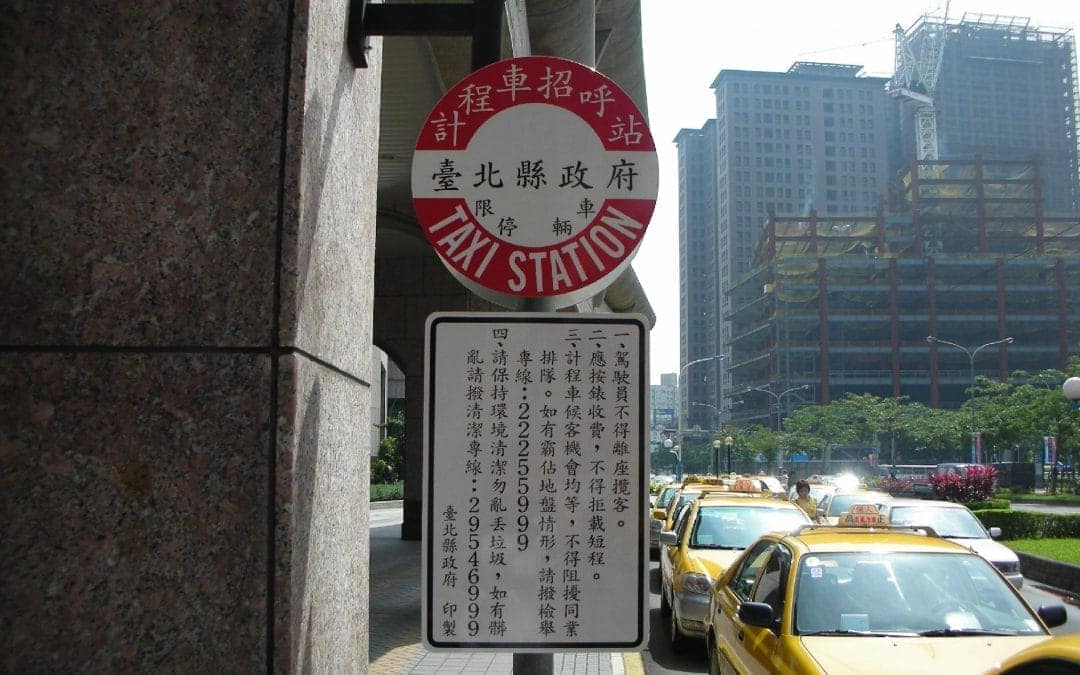 計程車招呼站
臺北縣政府
限停車輛
TAXI STATION
一、駕駛員不得離座攬客。
二、應按錶收費，不得拒載短程。
三、計程車候客機會均等，不得阻擾同業
排隊。如有霸佔地盤情形，請撥檢舉
專線：22255999
四、請保持環境清潔勿亂丟垃圾，如有髒
亂請撥清潔專線：29546999
臺北縣政府 印製
個人